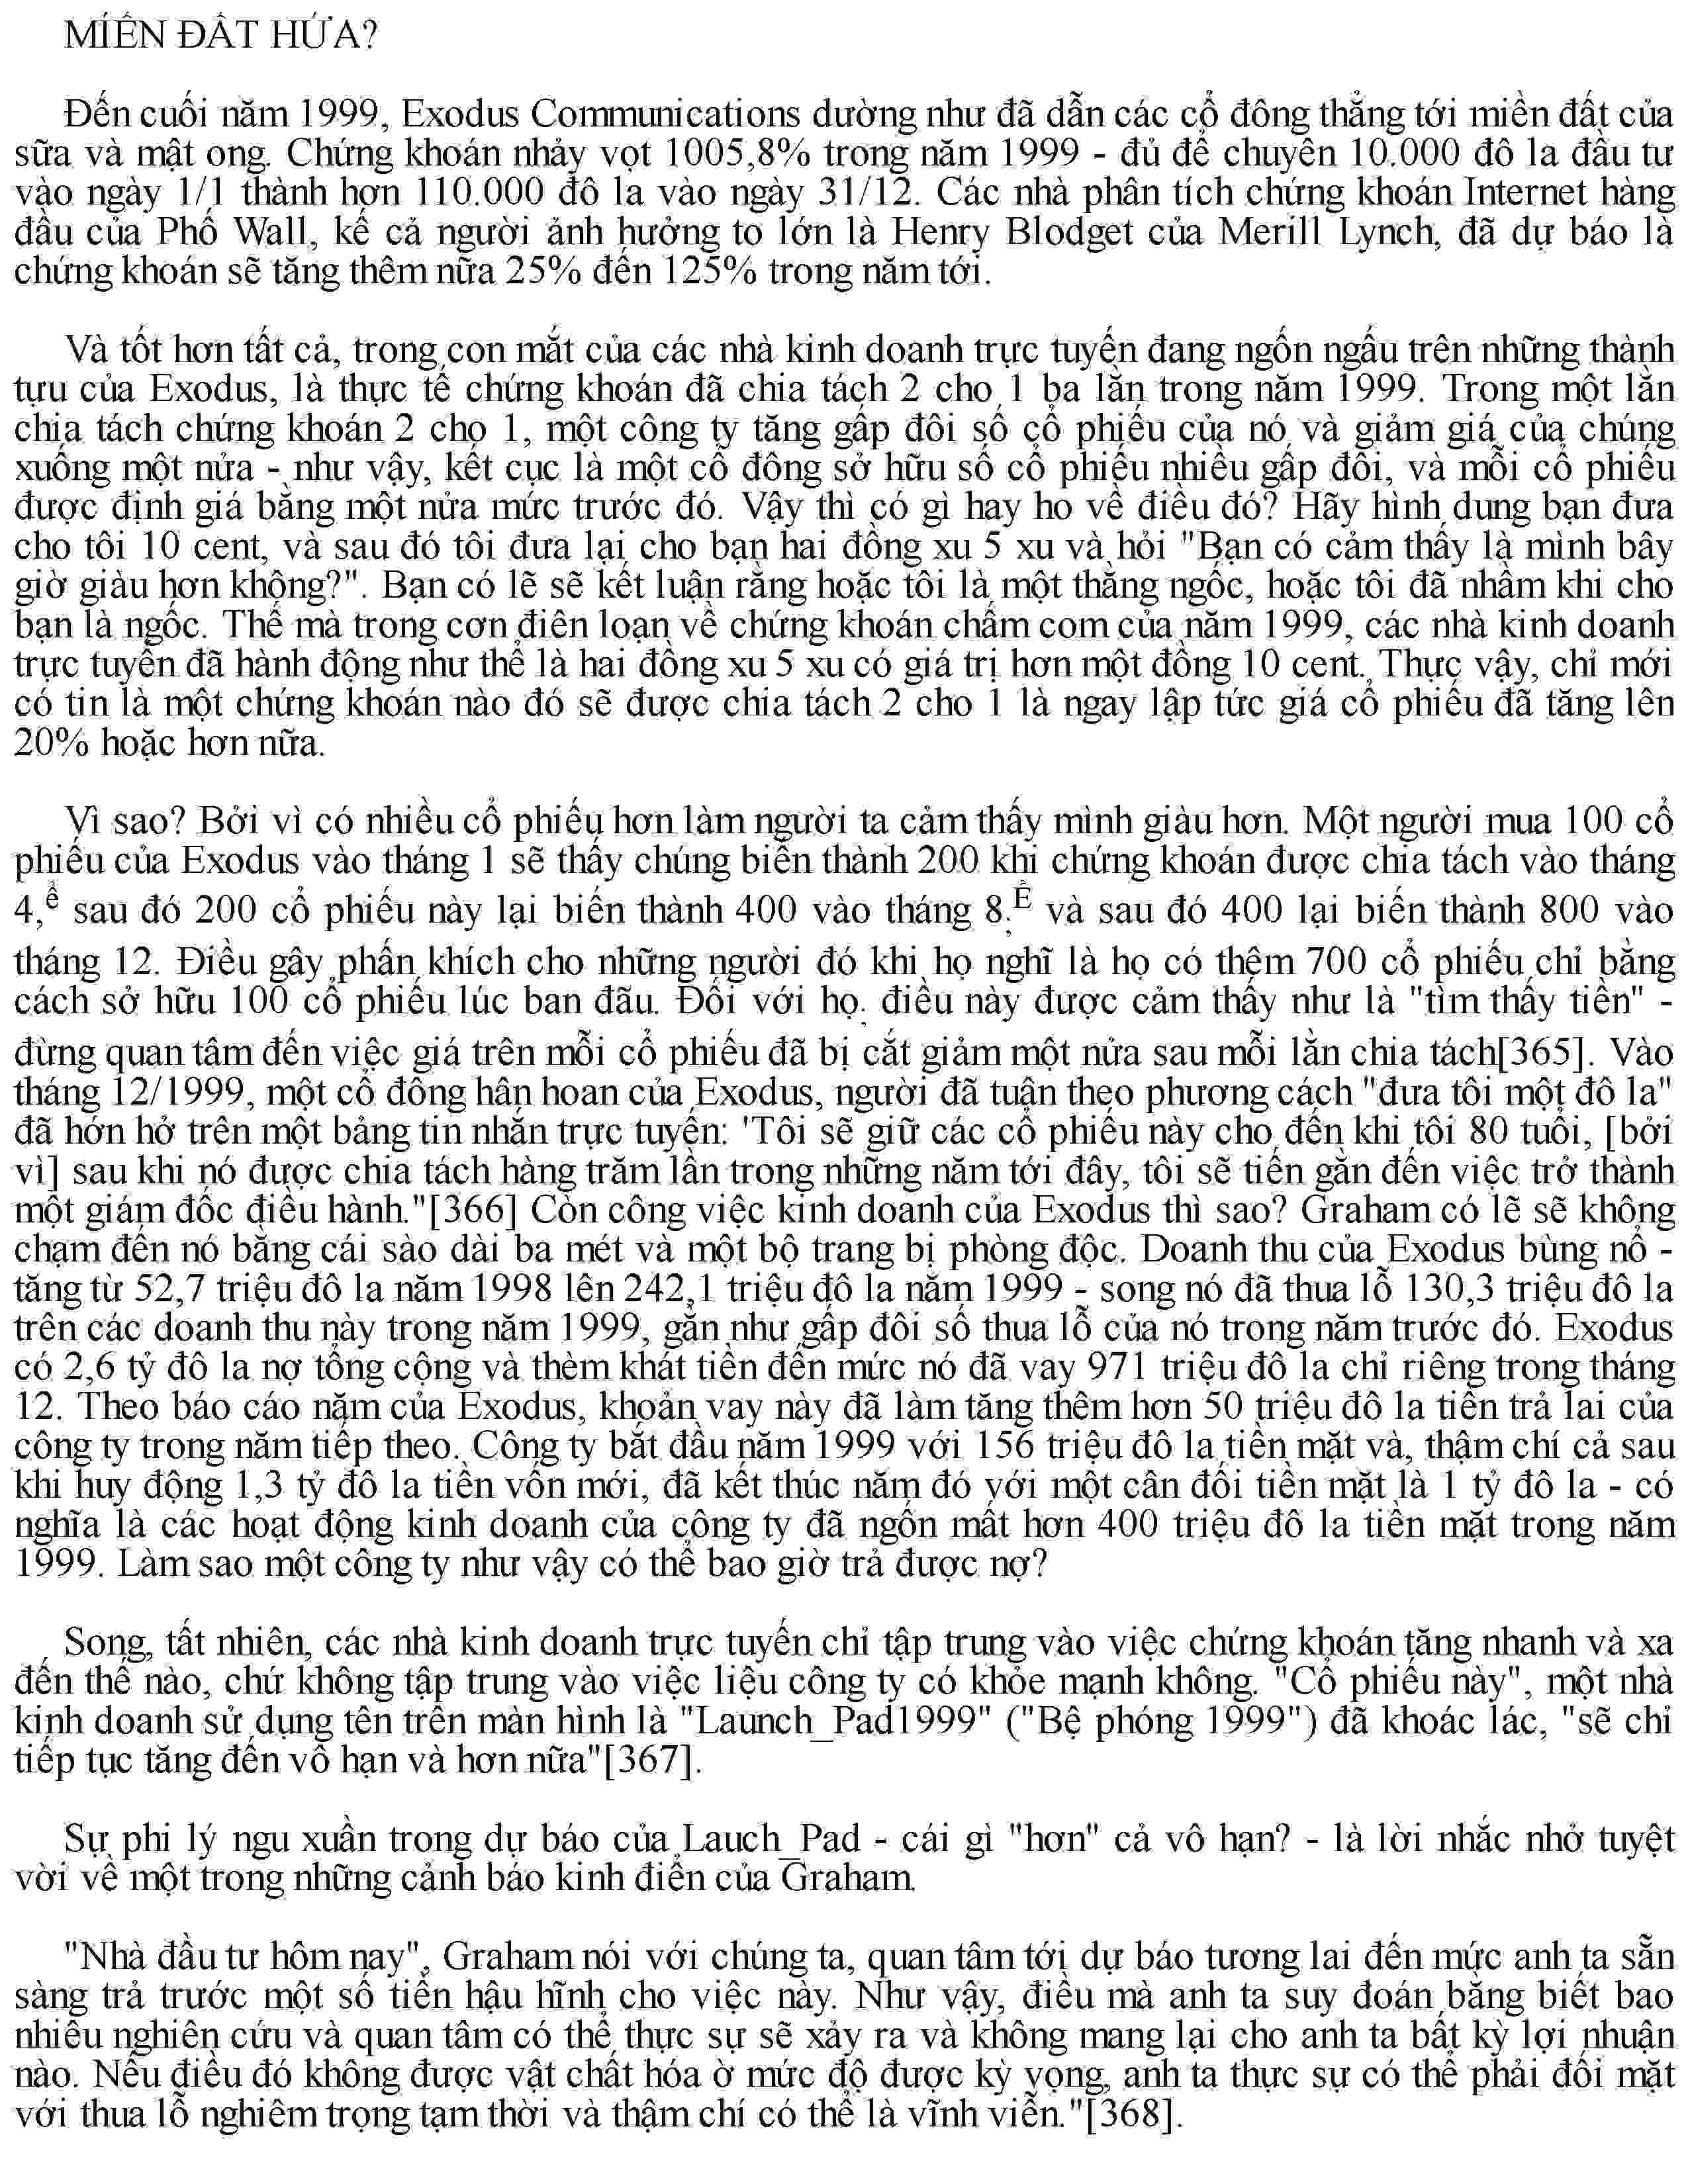 MIỀN ĐẤT HỨA?
Đến cuối năm 1999, Exodus Communications dường như đã dẫn các cổ đông thẳng tới miền đất của
sữa và mật ong. Chứng khoán nhảy vọt 1005,8% trong năm 1999 - đủ để chuyển 10.000 đô la đầu tư
vào ngày 1/1 thành hơn 110.000 đô la vào ngày 31/12. Các nhà phân tích chứng khoán Internet hàng
đầu của Phố Wall, kể cả người ảnh hưởng to lớn là Henry Blodget của Merill Lynch, đã dự báo là
chứng khoán sẽ tăng thêm nữa 25% đến 125% trong năm tới.
Và tốt hơn tất cả, trong con mắt của các nhà kinh doanh trực tuyến đang ngốn ngấu trên những thành
tựu của Exodus, là thực tế chứng khoán đã chia tách 2 cho 1 ba lần trong năm 1999. Trong một lần
chia tách chứng khoán 2 cho 1, một công ty tăng gấp đôi số cổ phiếu của nó và giảm giá của chúng
xuống một nửa - như vậy, kết cục là một cổ đông sở hữu số cổ phiếu nhiều gấp đôi, và mỗi cổ phiếu
được định giá bằng một nửa mức trước đó. Vậy thì có gì hay ho về điều đó? Hãy hình dung bạn đưa
cho tôi 10 cent, và sau đó tôi đưa lại cho bạn hai đồng xu 5 xu và hỏi "Bạn có cảm thấy là mình bây
giờ giàu hơn không?". Bạn có lẽ sẽ kết luận rằng hoặc tôi là một thằng ngốc, hoặc tôi đã nhầm khi cho
bạn là ngốc. Thế mà trong cơn điên loạn về chứng khoán chấm com của năm 1999, các nhà kinh doanh
trực tuyến đã hành động như thể là hai đồng xu 5 xu có giá trị hơn một đồng 10 cent. Thực vậy, chỉ mới
có tin là một chứng khoán nào đó sẽ được chia tách 2 cho 1 là ngay lập tức giá cổ phiếu đã tăng lên
20% hoặc hơn nữa.
Vì sao? Bởi vì có nhiều cổ phiếu hơn làm người ta cảm thấy mình giàu hơn. Một người mua 100 cổ
phiếu của Exodus vào tháng 1 sẽ thấy chúng biến thành 200 khi chứng khoán được chia tách vào tháng
4,ề sau đó 200 cổ phiếu này lại biến thành 400 vào tháng 8;È và sau đó 400 lại biến thành 800 vào
tháng 12. Điều gây phấn khích cho những người đó khi họ nghĩ là họ có thêm 700 cổ phiếu chỉ bằng
cách sở hữu 100 cổ phiếu lúc ban đãu. Đối với họ; điều này được cảm thấy như là "tìm thấy tiền" -
đừng quan tâm đến việc giá trên mỗi cổ phiếu đã bị cắt giảm một nửa sau mỗi lần chia tách[365]. Vào
tháng 12/1999, một cổ đông hân hoan của Exodus, người đã tuân theo phương cách "đưa tôi một đô la"
đã hớn hở trên một bảng tin nhắn trực tuyến: 'Tôi sẽ giữ các cổ phiếu này cho đến khi tôi 80 tuổi, [bởi
vì] sau khi nó được chia tách hàng trăm lần trong những năm tới đây, tôi sẽ tiến gần đến việc trở thành
một giám đốc điều hành."[366] Còn công việc kinh doanh của Exodus thì sao? Graham có lẽ sẽ không
chạm đến nó bằng cái sào dài ba mét và một bộ trang bị phòng độc. Doanh thu của Exodus bùng nổ -
tăng từ 52,7 triệu đô la năm 1998 lên 242,1 triệu đô la năm 1999 - song nó đã thua lỗ 130,3 triệu đô la
trên các doanh thu này trong năm 1999, gần như gấp đôi số thua lỗ của nó trong năm trước đó. Exodus
có 2,6 tỷ đô la nợ tổng cộng và thèm khát tiền đến mức nó đã vay 971 triệu đô la chỉ riêng trong tháng
12. Theo báo cáo năm của Exodus, khoản vay này đã làm tăng thêm hơn 50 triệu đô la tiền trả lai của
công ty trong năm tiếp theo. Công ty bắt đầu năm 1999 với 156 triệu đô la tiền mặt và, thậm chí cả sau
khi huy động 1,3 tỷ đô la tiền vốn mới, đã kết thúc năm đó với một cân đối tiền mặt là 1 tỷ đô la - có
nghĩa là các hoạt động kinh doanh của công ty đã ngốn mất hơn 400 triệu đô la tiền mặt trong năm
1999. Làm sao một công ty như vậy có thể bao giờ trả được nợ?
Song, tất nhiên, các nhà kinh doanh trực tuyến chỉ tập trung vào việc chứng khoán tăng nhanh và xa
đến thế nào, chứ không tập trung vào việc liệu công ty có khỏe mạnh không. "Cổ phiếu này", một nhà
kinh doanh sử dụng tên trên màn hình là "Launch_Pad1999" ("Bệ phóng 1999") đã khoác lác, "sẽ chỉ
tiếp tục tăng đến vô hạn và hơn nữa"[367].
Sự phi lý ngu xuẩn trong dự báo của Lauch_Pad - cái gì "hơn" cả vô hạn? - là lời nhắc nhở tuyệt
vời về một trong những cảnh báo kinh điển của Graham.
"Nhà đầu tư hôm nay", Graham nói với chúng ta, quan tâm tới dự báo tương lai đến mức anh ta sẵn
sàng trả trước một số tiền hậu hĩnh cho việc này. Như vậy, điều mà anh ta suy đoán bằng biết bao
nhiêu nghiên cứu và quan tâm có thể thực sự sẽ xảy ra và không mang lại cho anh ta bất kỳ lợi nhuận
nào. Nếu điều đó không được vật chất hóa ờ mức độ được kỳ vọng, anh ta thực sự có thể phải đối mặt
với thua lỗ nghiêm trọng tạm thời và thậm chí có thể là vĩnh viễn."[368].